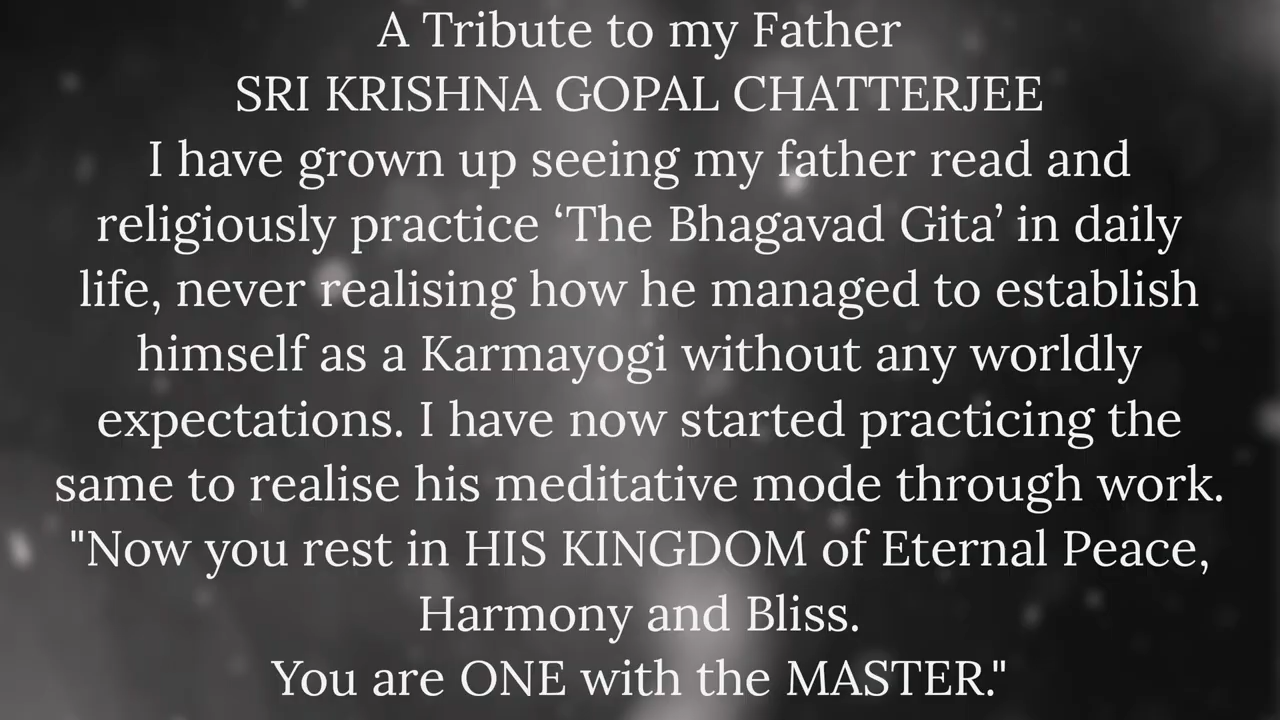 A Tribute to my Father
SRI KRISHNA GOPAL CHATTERJEE
I have grown up seeing my father read and
religiously practice ‘The Bhagavad Gita’ in daily
life, never realising how he managed to establish
himself as a Karmayogi without any worldly
expectations. I have now started practicing the
same to realise his meditative mode through work.
"Now you rest in HIS KINGDOM of Eternal Peace,
Harmony and Bliss.
You are ONE with the MASTER."